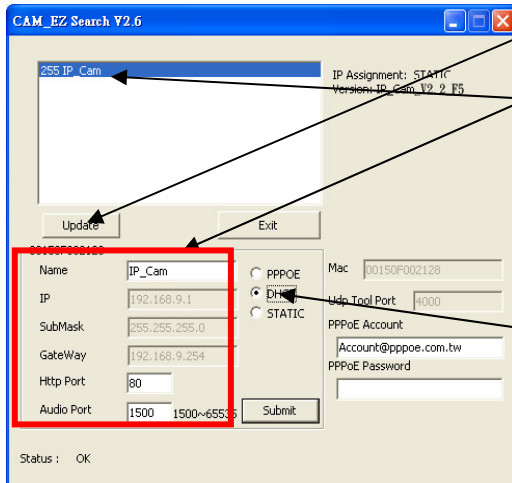 CAM_EZ Search V2.6
255 IP_Cam
IP Assignment: STATIC
Version: IP_Cam_V2_2_F5
Update
Exit
00150F002128
Name
IP_Cam
IP
192.168.9.1
SubMask
255.255.255.0
GateWay
192.168.9.254
Http Port
80
Audio Port
1500
1500~65535
PPPOE
DHCP
STATIC
Submit
Mac
00150F002128
Udp Tool Port
4000
PPPoE Account
Account@pppoe.com.tw
PPPoE Password
Status : OK